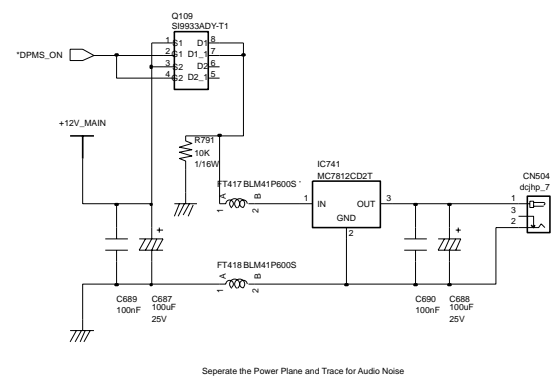 Q109
SI9933ADY-T1
1 S1 D1 8
*DPMS_ON
2 G1 D1_1 7
3 S2 D2 6
4 G2 D2_1 5
+12V_MAIN
R791
10K
1/16W
IC741
MC7812CD2T
CN504
dcjhp_7
FT417 BLM41P600S
A B
1 2
1 IN OUT 3
GND
2
1
3
2
+
+
FT418 BLM41P600S
A B
1 2
C689
100nF
C687
100uF
25V
C690
100nF
C688
100uF
25V
Seperate the Power Plane and Trace for Audio Noise